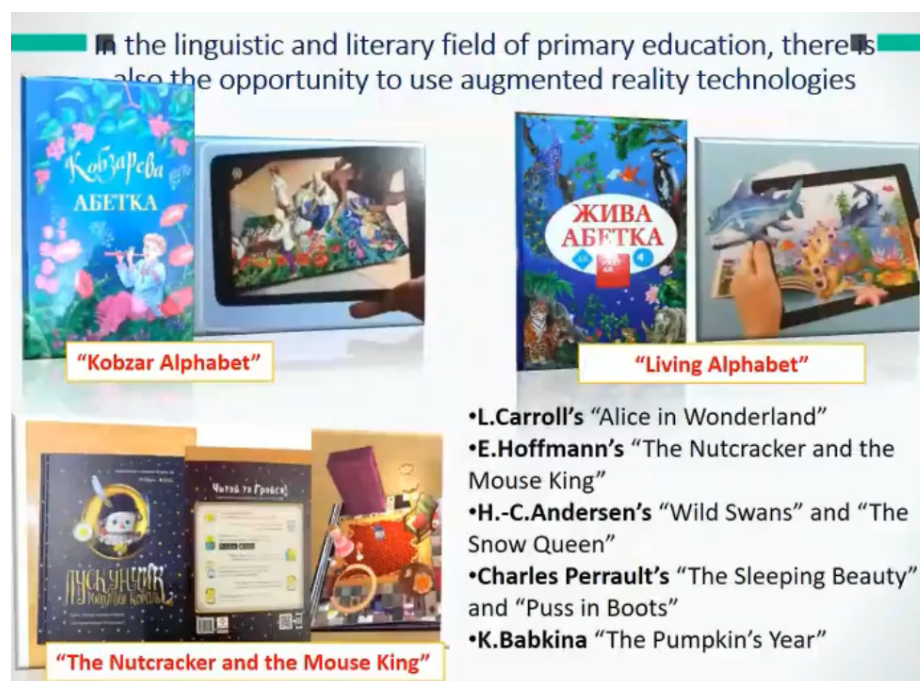 In the linguistic and literary field of primary education, there is
also the opportunity to use augmented reality technologies
Кобзарева
АБЕТКА
ЖИВА
АБЕТКА
“Kobzar Alphabet”
“Living Alphabet”
•L.Carroll’s “Alice in Wonderland”
•E.Hoffmann’s “The Nutcracker and the
Mouse King”
•H.-C.Andersen’s “Wild Swans” and “The
Snow Queen”
•Charles Perrault’s “The Sleeping Beauty”
and “Puss in Boots”
•K.Babkina “The Pumpkin’s Year”
Читай та Грайся!
ЛУСКУНЧИК
“The Nutcracker and the Mouse King”